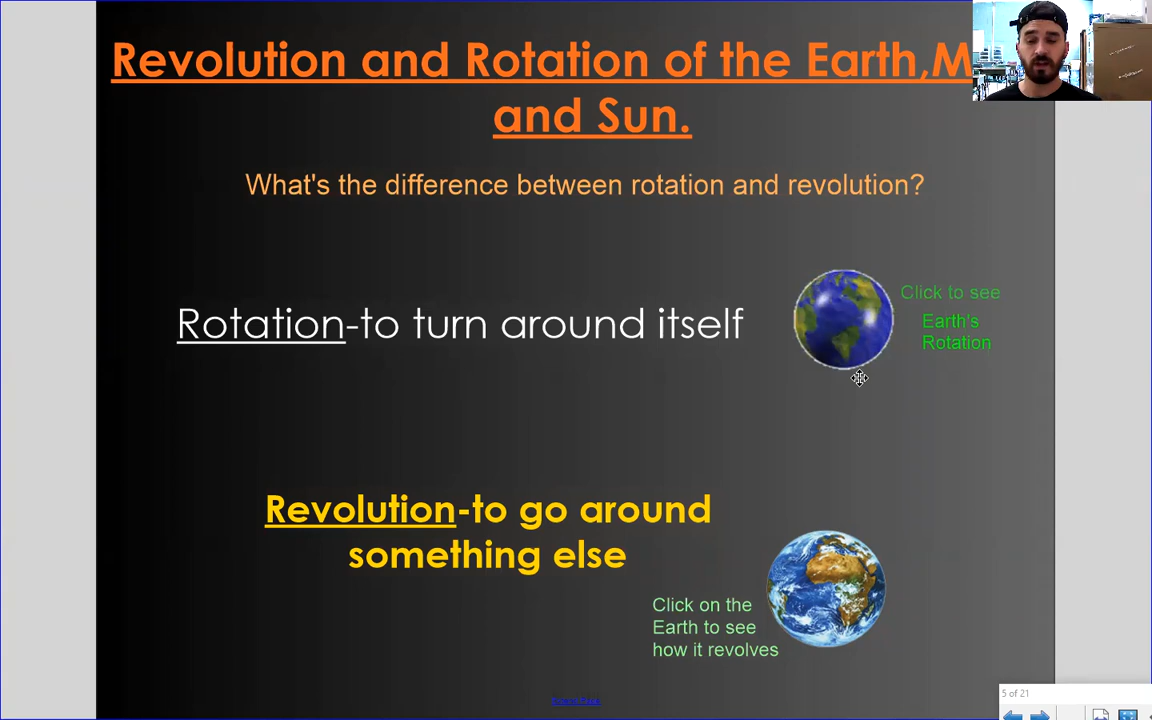 Revolution and Rotation of the Earth,M
and Sun.
What's the difference between rotation and revolution?
Rotation-to turn around itself
Click to see
Earth's
Rotation
Revolution-to go around
something else
Click on the
Earth to see
how it revolves
5 of 21